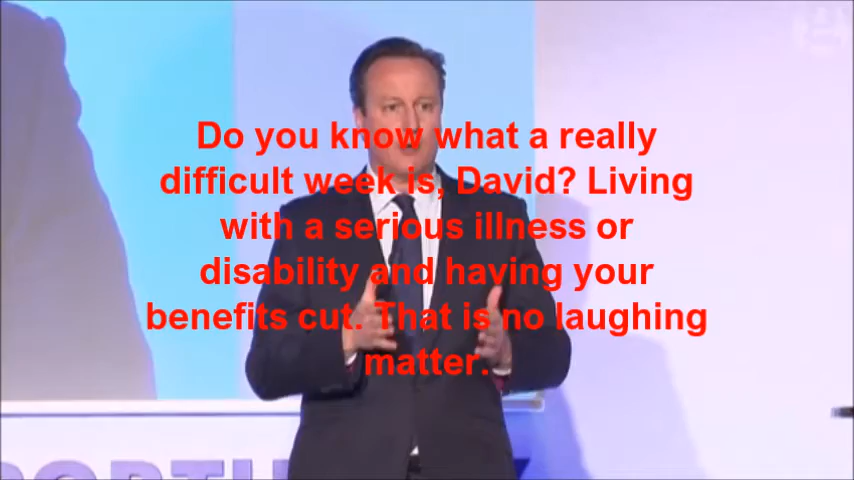 Do you know what a really
difficult week is, David? Living
with a serious illness or
disability and having your
benefits cut. That is no laughing
matter.